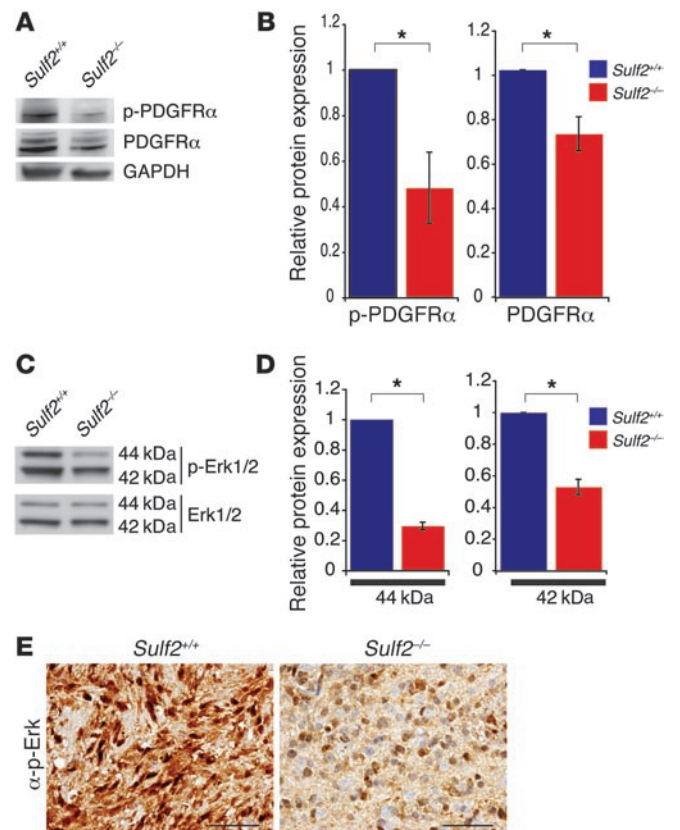 A
Sulf2+/+
Sulf2–/–
p-PDGFRα
PDGFRα
GAPDH
B
Relative protein expression
1.2
1
0.8
0.6
0.4
0.2
0
*
p-PDGFRα
1.2
1
0.8
0.6
0.4
0.2
0
*
PDGFRα
Sulf2+/+
Sulf2–/–
C
Sulf2+/+
Sulf2–/–
44 kDa
42 kDa
p-Erk1/2
44 kDa
42 kDa
Erk1/2
D
Relative protein expression
1.2
1
0.8
0.6
0.4
0.2
0
*
44 kDa
1.2
1
0.8
0.6
0.4
0.2
0
*
42 kDa
Sulf2+/+
Sulf2–/–
E
Sulf2+/+
Sulf2–/–
α-p-Erk